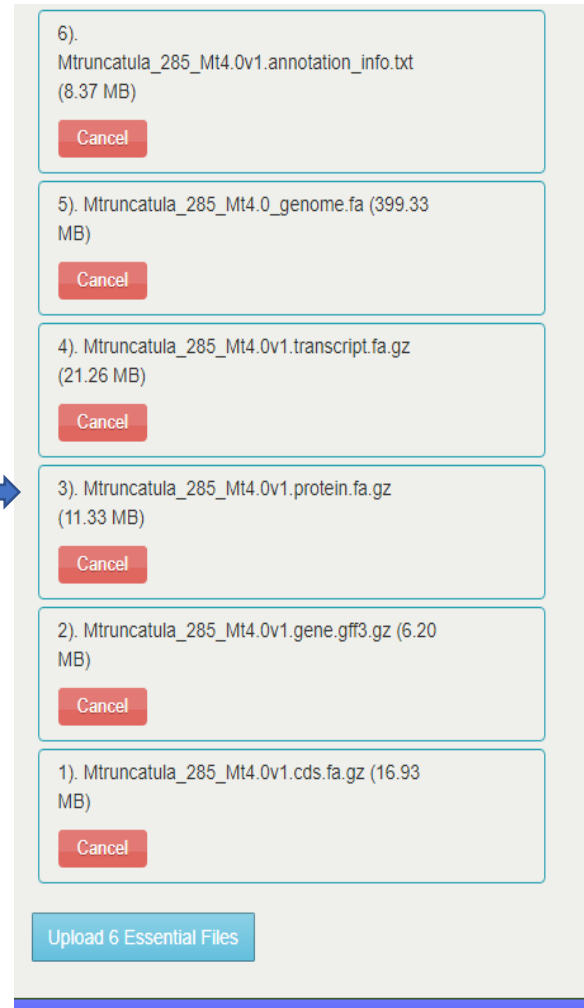 6).
Mtruncatula_285_Mt4.0v1.annotation_info.txt
(8.37 MB)
Cancel
5). Mtruncatula_285_Mt4.0_genome.fa (399.33
MB)
Cancel
4). Mtruncatula_285_Mt4.0v1.transcript.fa.gz
(21.26 MB)
Cancel
3). Mtruncatula_285_Mt4.0v1.protein.fa.gz
(11.33 MB)
Cancel
2). Mtruncatula_285_Mt4.0v1.gene.gff3.gz (6.20
MB)
Cancel
1). Mtruncatula_285_Mt4.0v1.cds.fa.gz (16.93
MB)
Cancel
Upload 6 Essential Files